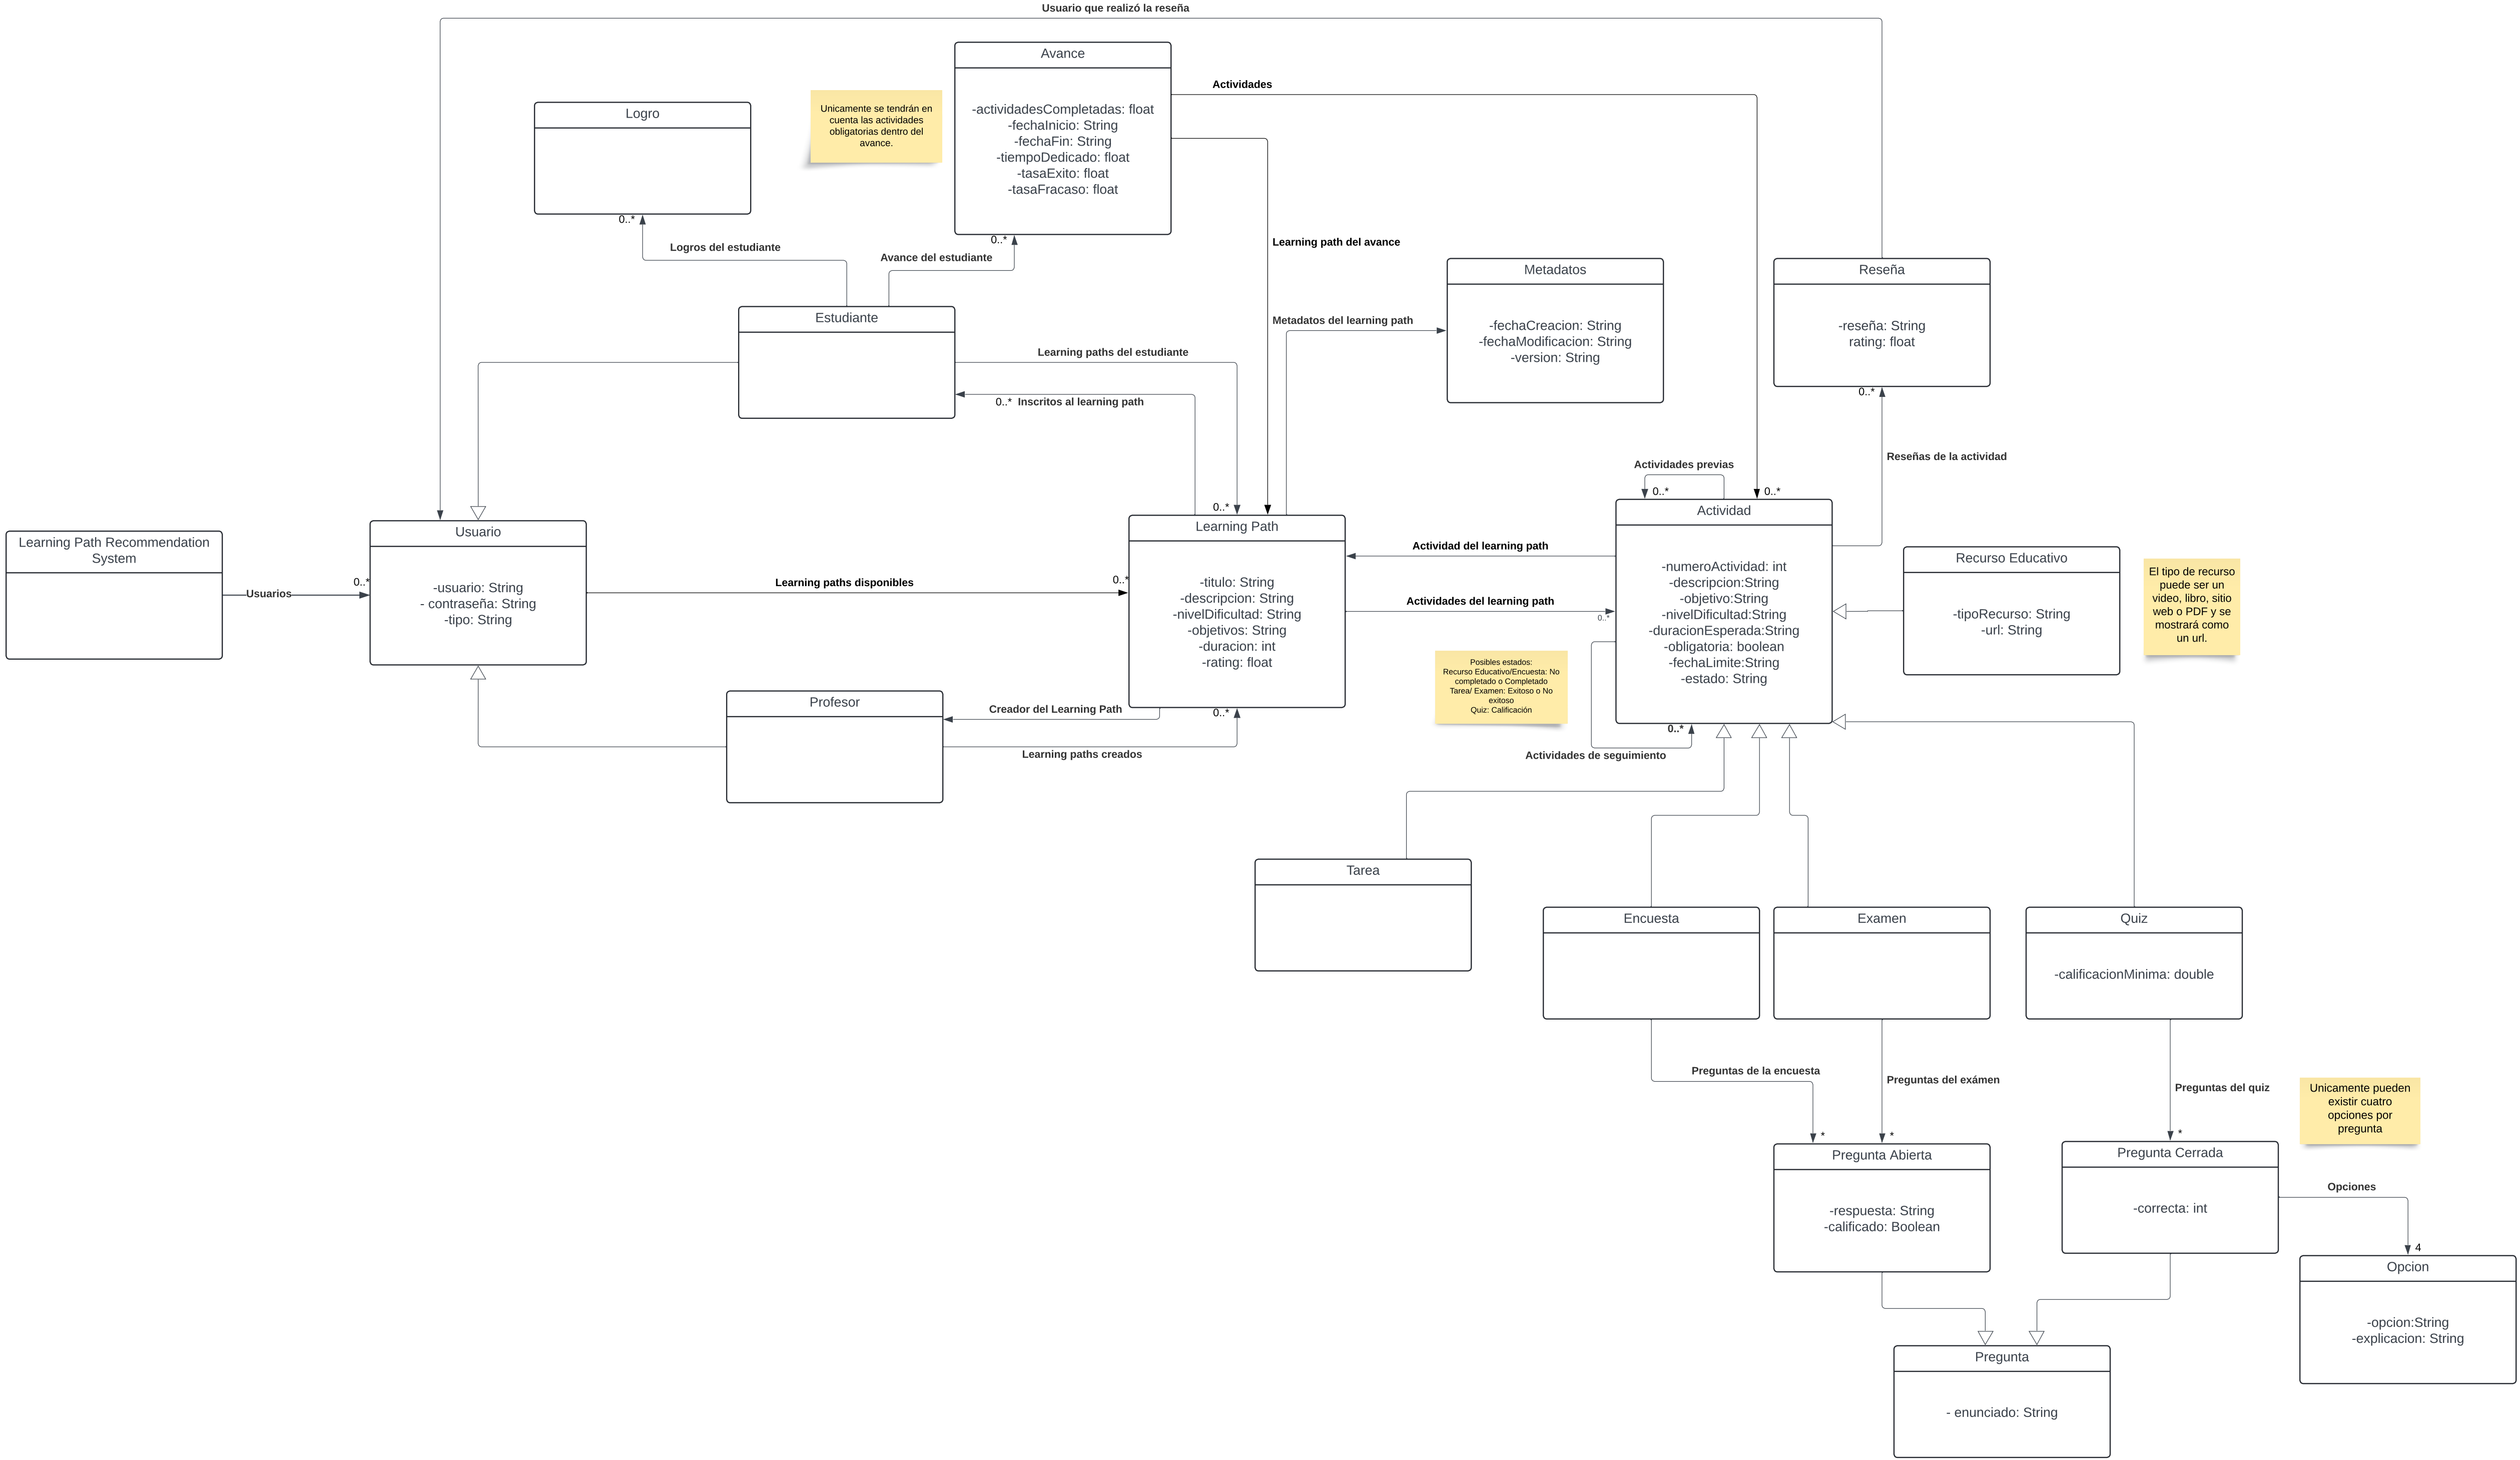 Usuario que realizó la reseña
Avance
-actividadesCompletadas: float
-fechaInicio: String
-fechaFin: String
-tiempoDedicado: float
-tasaExito: float
-tasaFracaso: float
Actividades
Unicamente se tendrán en
cuenta las actividades
obligatorias dentro del
avance.
Logro
0..*
Logros del estudiante
0..*
Avance del estudiante
Learning path del avance
Estudiante
Metadatos
-fechaCreacion: String
-fechaModificacion: String
-version: String
Reseña
-reseña: String
rating: float
0..*
Metadatos del learning path
Learning paths del estudiante
0..* Inscritos al learning path
Reseñas de la actividad
Actividades previas
0..*
0..*
0..*
Learning Path Recommendation
System
Usuarios
0..*
Usuario
-usuario: String
- contraseña: String
-tipo: String
Learning paths disponibles
0..*
Learning Path
-titulo: String
-descripcion: String
-nivelDificultad: String
-objetivos: String
-duracion: int
-rating: float
Actividad del learning path
Actividades del learning path
0..*
Actividad
-numeroActividad: int
-descripcion:String
-objetivo:String
-nivelDificultad:String
-duracionEsperada:String
-obligatoria: boolean
-fechaLimite:String
-estado: String
Recurso Educativo
-tipoRecurso: String
-url: String
El tipo de recurso
puede ser un
video, libro, sitio
web o PDF y se
mostrará como
un url.
Posibles estados:
Recurso Educativo/Encuesta: No
completado o Completado
Tarea/ Examen: Exitoso o No
exitoso
Quiz: Calificación
Profesor
Creador del Learning Path
0..*
Learning paths creados
0..*
Actividades de seguimiento
Tarea
Encuesta
Examen
Quiz
-calificacionMinima: double
Preguntas de la encuesta
Preguntas del exámen
Preguntas del quiz
Unicamente pueden
existir cuatro
opciones por
pregunta
*
*
*
Pregunta Abierta
-respuesta: String
-calificado: Boolean
Pregunta Cerrada
-correcta: int
Opciones
4
Opcion
-opcion:String
-explicacion: String
Pregunta
- enunciado: String